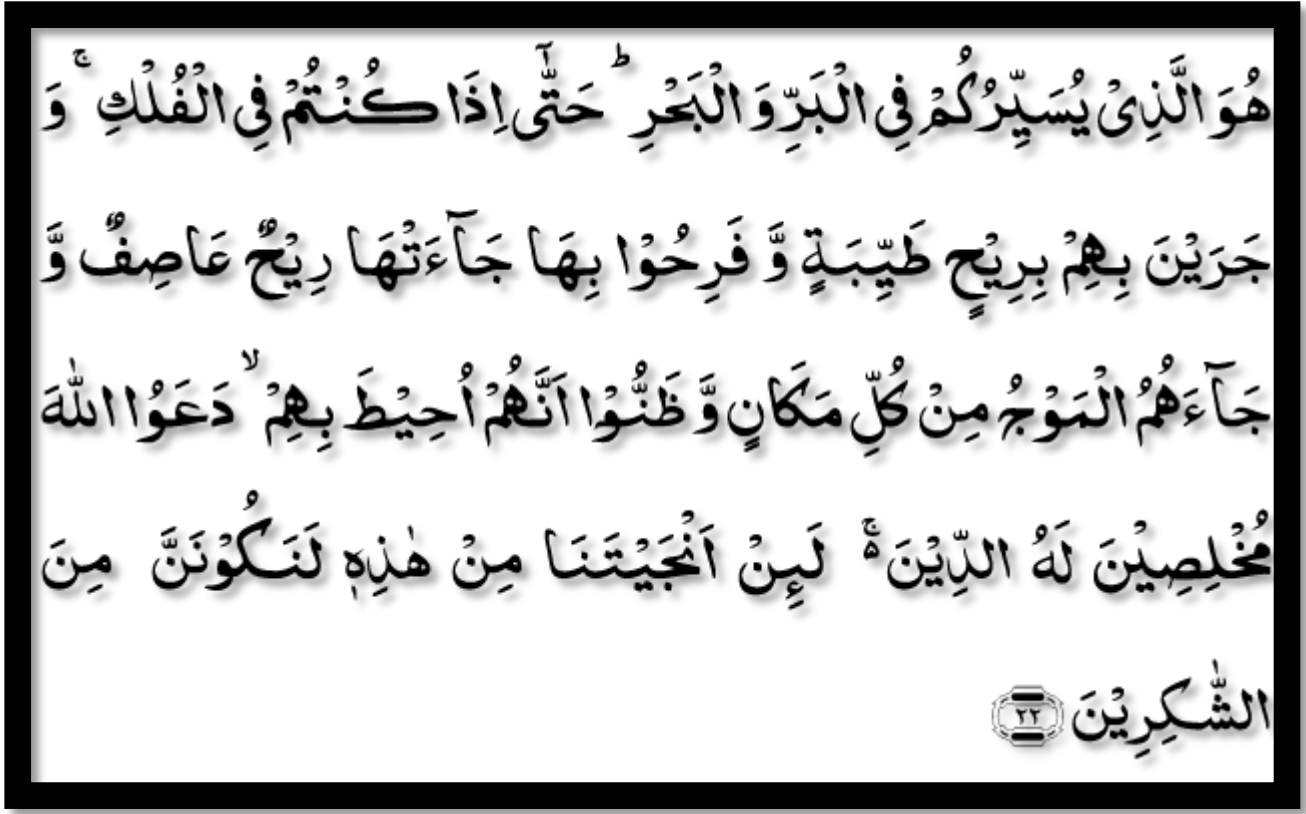 هُوَ الَّذِیْ یُسَیِّرُكُمْ فِی الْبَرِّ وَ الْبَحْرِ ؕ حَتّٰۤی اِذَا كُنْتُمْ فِی الْفُلْكِ ۚ وَ
جَرَیْنَ بِهِمْ بِرِیْحٍ طَیِّبَةٍ وَّ فَرِحُوْا بِهَا جَآءَتْهَا رِیْحٌ عَاصِفٌ وَّ
جَآءَهُمُ الْمَوْجُ مِنْ كُلِّ مَكَانٍ وَّ ظَنُّوْۤا اَنَّهُمْ اُحِیْطَ بِهِمْ ۙ دَعَوُا اللّٰهَ
مُخْلِصِیْنَ لَهُ الدِّیْنَ ۚ۬ لَىِٕنْ اَنْجَیْتَنَا مِنْ هٰذِهٖ لَنَكُوْنَنَّ مِنَ
الشّٰكِرِیْنَ ۝۲۲